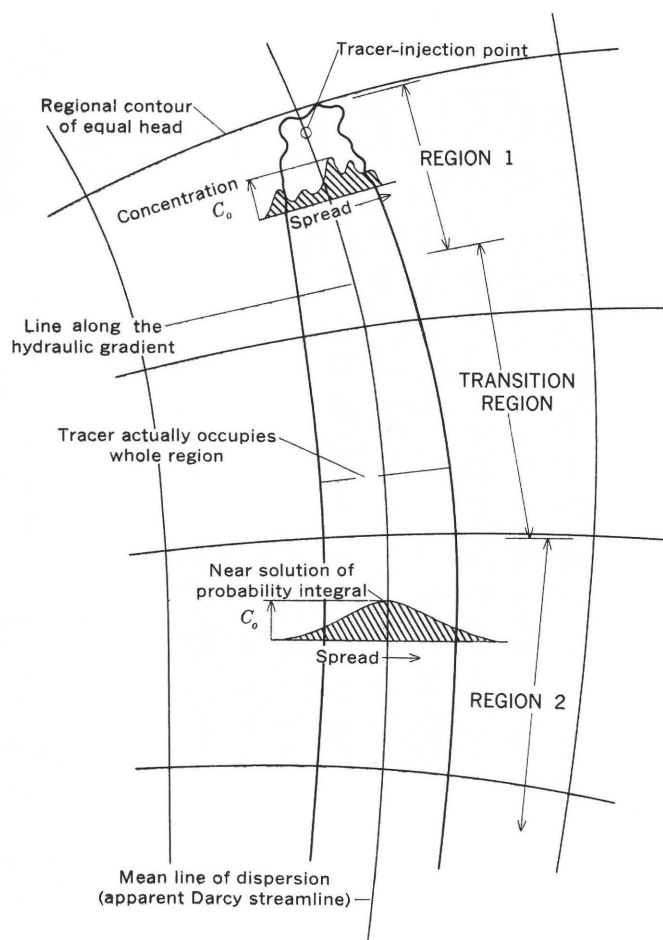 Tracer-injection point
Regional contour
of equal head
REGION 1
Concentration
Cₒ
Spread
Line along the
hydraulic gradient
TRANSITION
REGION
Tracer actually occupies
whole region
Near solution of
probability integral
Cₒ
Spread
REGION 2
Mean line of dispersion
(apparent Darcy streamline)